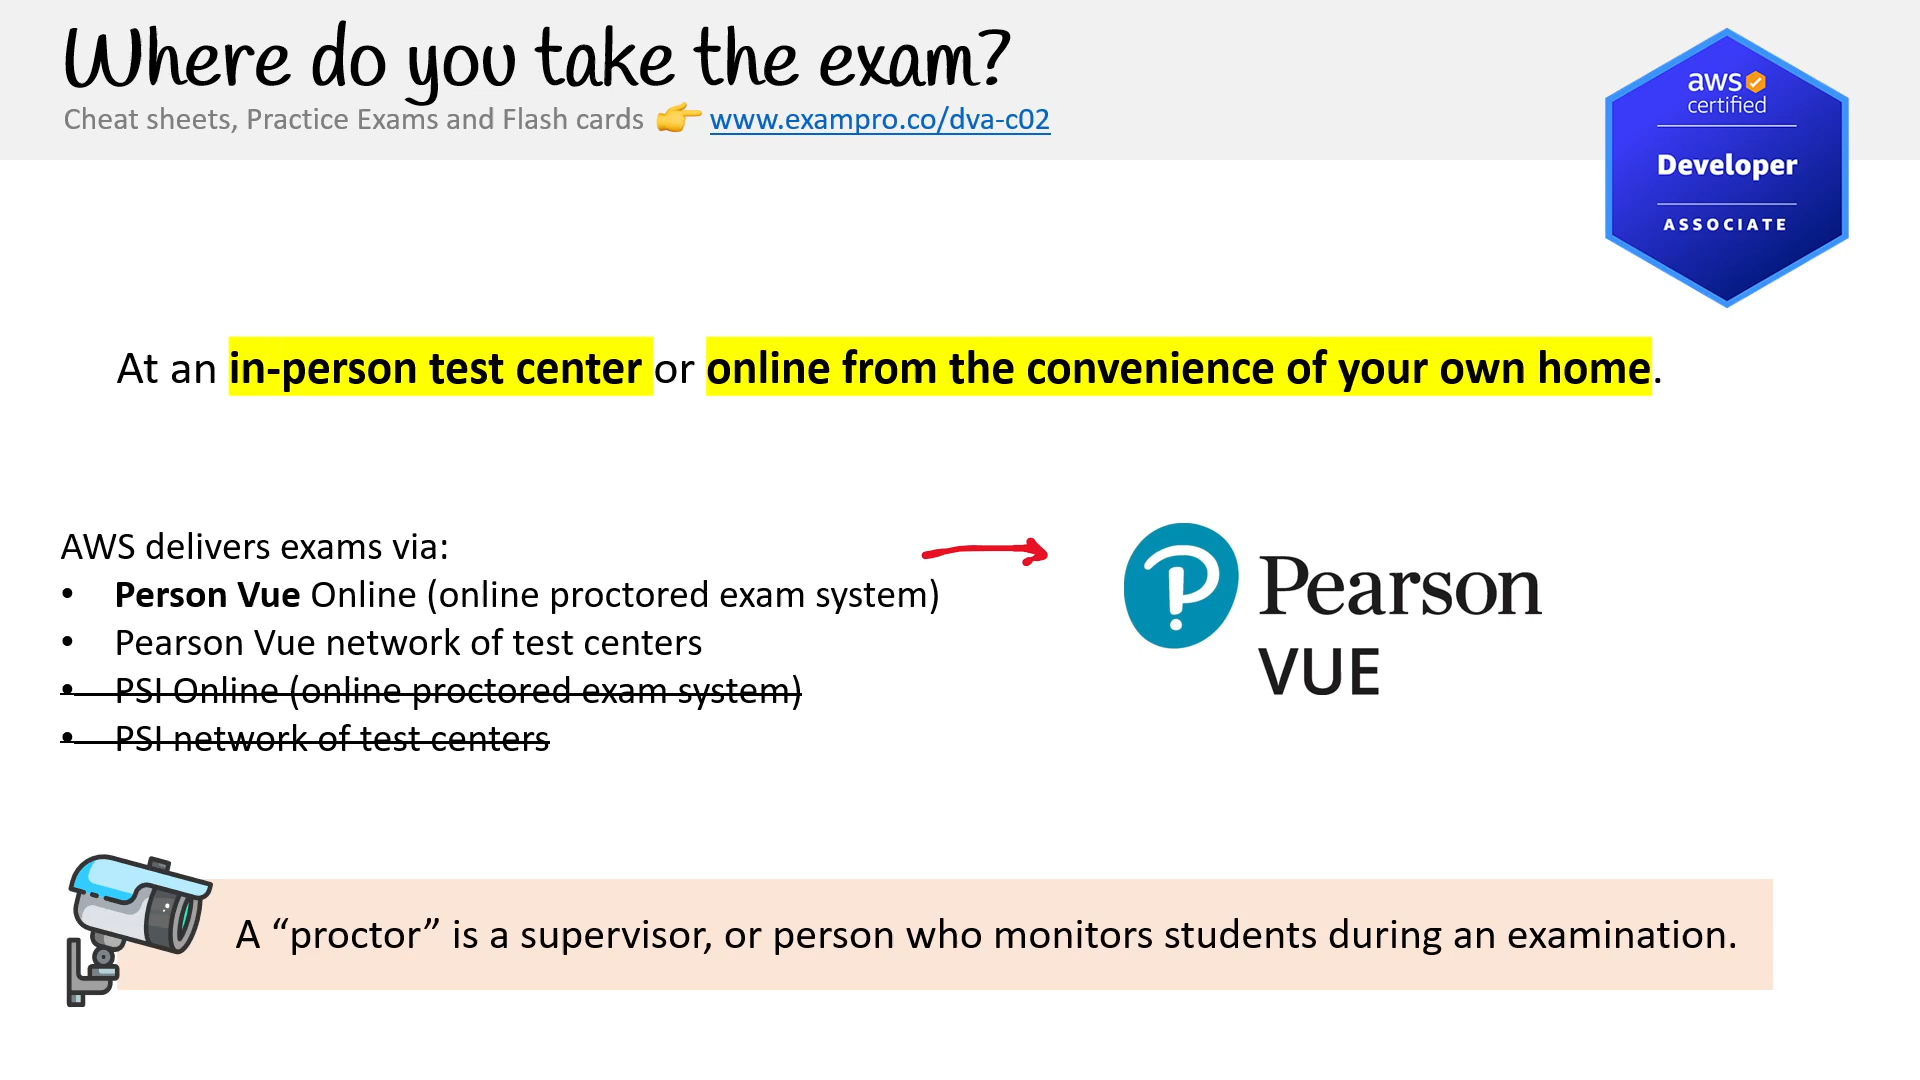 Where do you take the exam?
Cheat sheets, Practice Exams and Flash cards 👉 www.exampro.co/dva-c02
aws
certified
Developer
ASSOCIATE
At an in-person test center or online from the convenience of your own home.
AWS delivers exams via:
• Person Vue Online (online proctored exam system)
• Pearson Vue network of test centers
• PSI Online (online proctored exam system)
• PSI network of test centers
Pearson
VUE
A “proctor” is a supervisor, or person who monitors students during an examination.